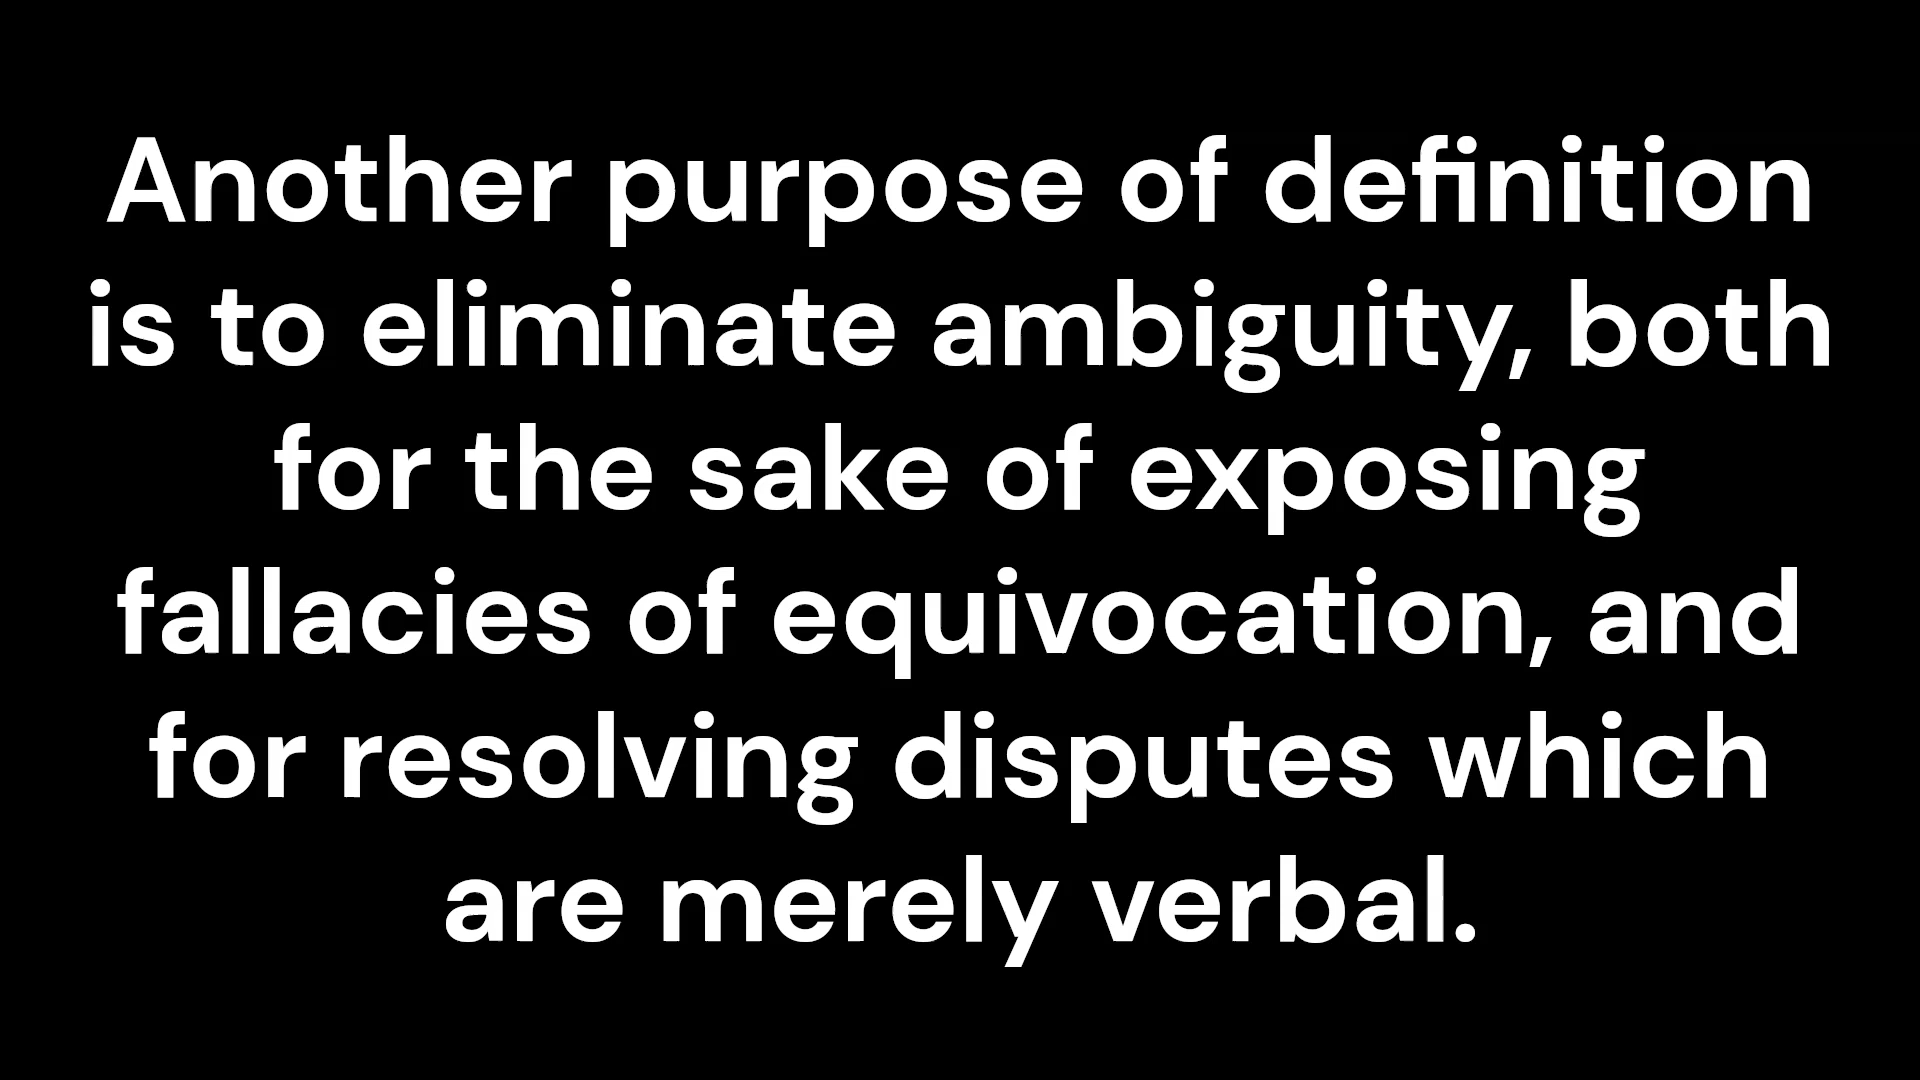 Another purpose of definition
is to eliminate ambiguity, both
for the sake of exposing
fallacies of equivocation, and
for resolving disputes which
are merely verbal.